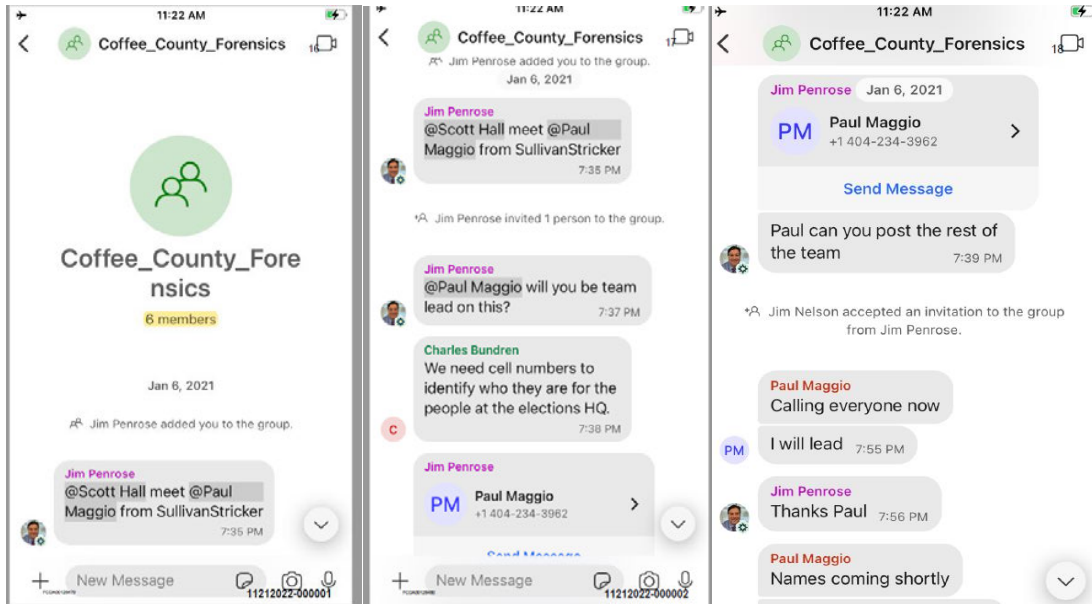 11:22 AM
Coffee_County_Forensics
16
Coffee_County_Fore
nsics
6 members
Jan 6, 2021
Jim Penrose added you to the group.
Jim Penrose
@Scott Hall meet @Paul
Maggio from SullivanStricker
7:35 PM
New Message
11212022-000001
11:22 AM
Coffee_County_Forensics
17
Jim Penrose added you to the group.
Jan 6, 2021
Jim Penrose
@Scott Hall meet @Paul
Maggio from SullivanStricker
7:35 PM
Jim Penrose invited 1 person to the group.
Jim Penrose
@Paul Maggio will you be team
lead on this?
7:37 PM
Charles Bundren
We need cell numbers to
identify who they are for the
people at the elections HQ.
C
7:38 PM
Jim Penrose
PM
Paul Maggio
+1 404-234-3962
Send Message
New Message
11212022-000002
11:22 AM
Coffee_County_Forensics
18
Jim Penrose
Jan 6, 2021
PM
Paul Maggio
+1 404-234-3962
Send Message
Paul can you post the rest of
the team
7:39 PM
Jim Nelson accepted an invitation to the group
from Jim Penrose.
Paul Maggio
Calling everyone now
PM
I will lead
7:55 PM
Jim Penrose
Thanks Paul
7:56 PM
Paul Maggio
Names coming shortly